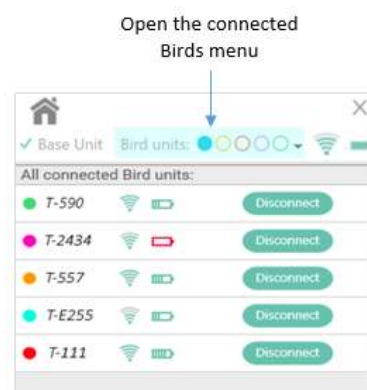 Open the connected
Birds menu
Base Unit Bird units:
All connected Bird units:
T-590 Disconnect
T-2434 Disconnect
T-557 Disconnect
T-E255 Disconnect
T-111 Disconnect